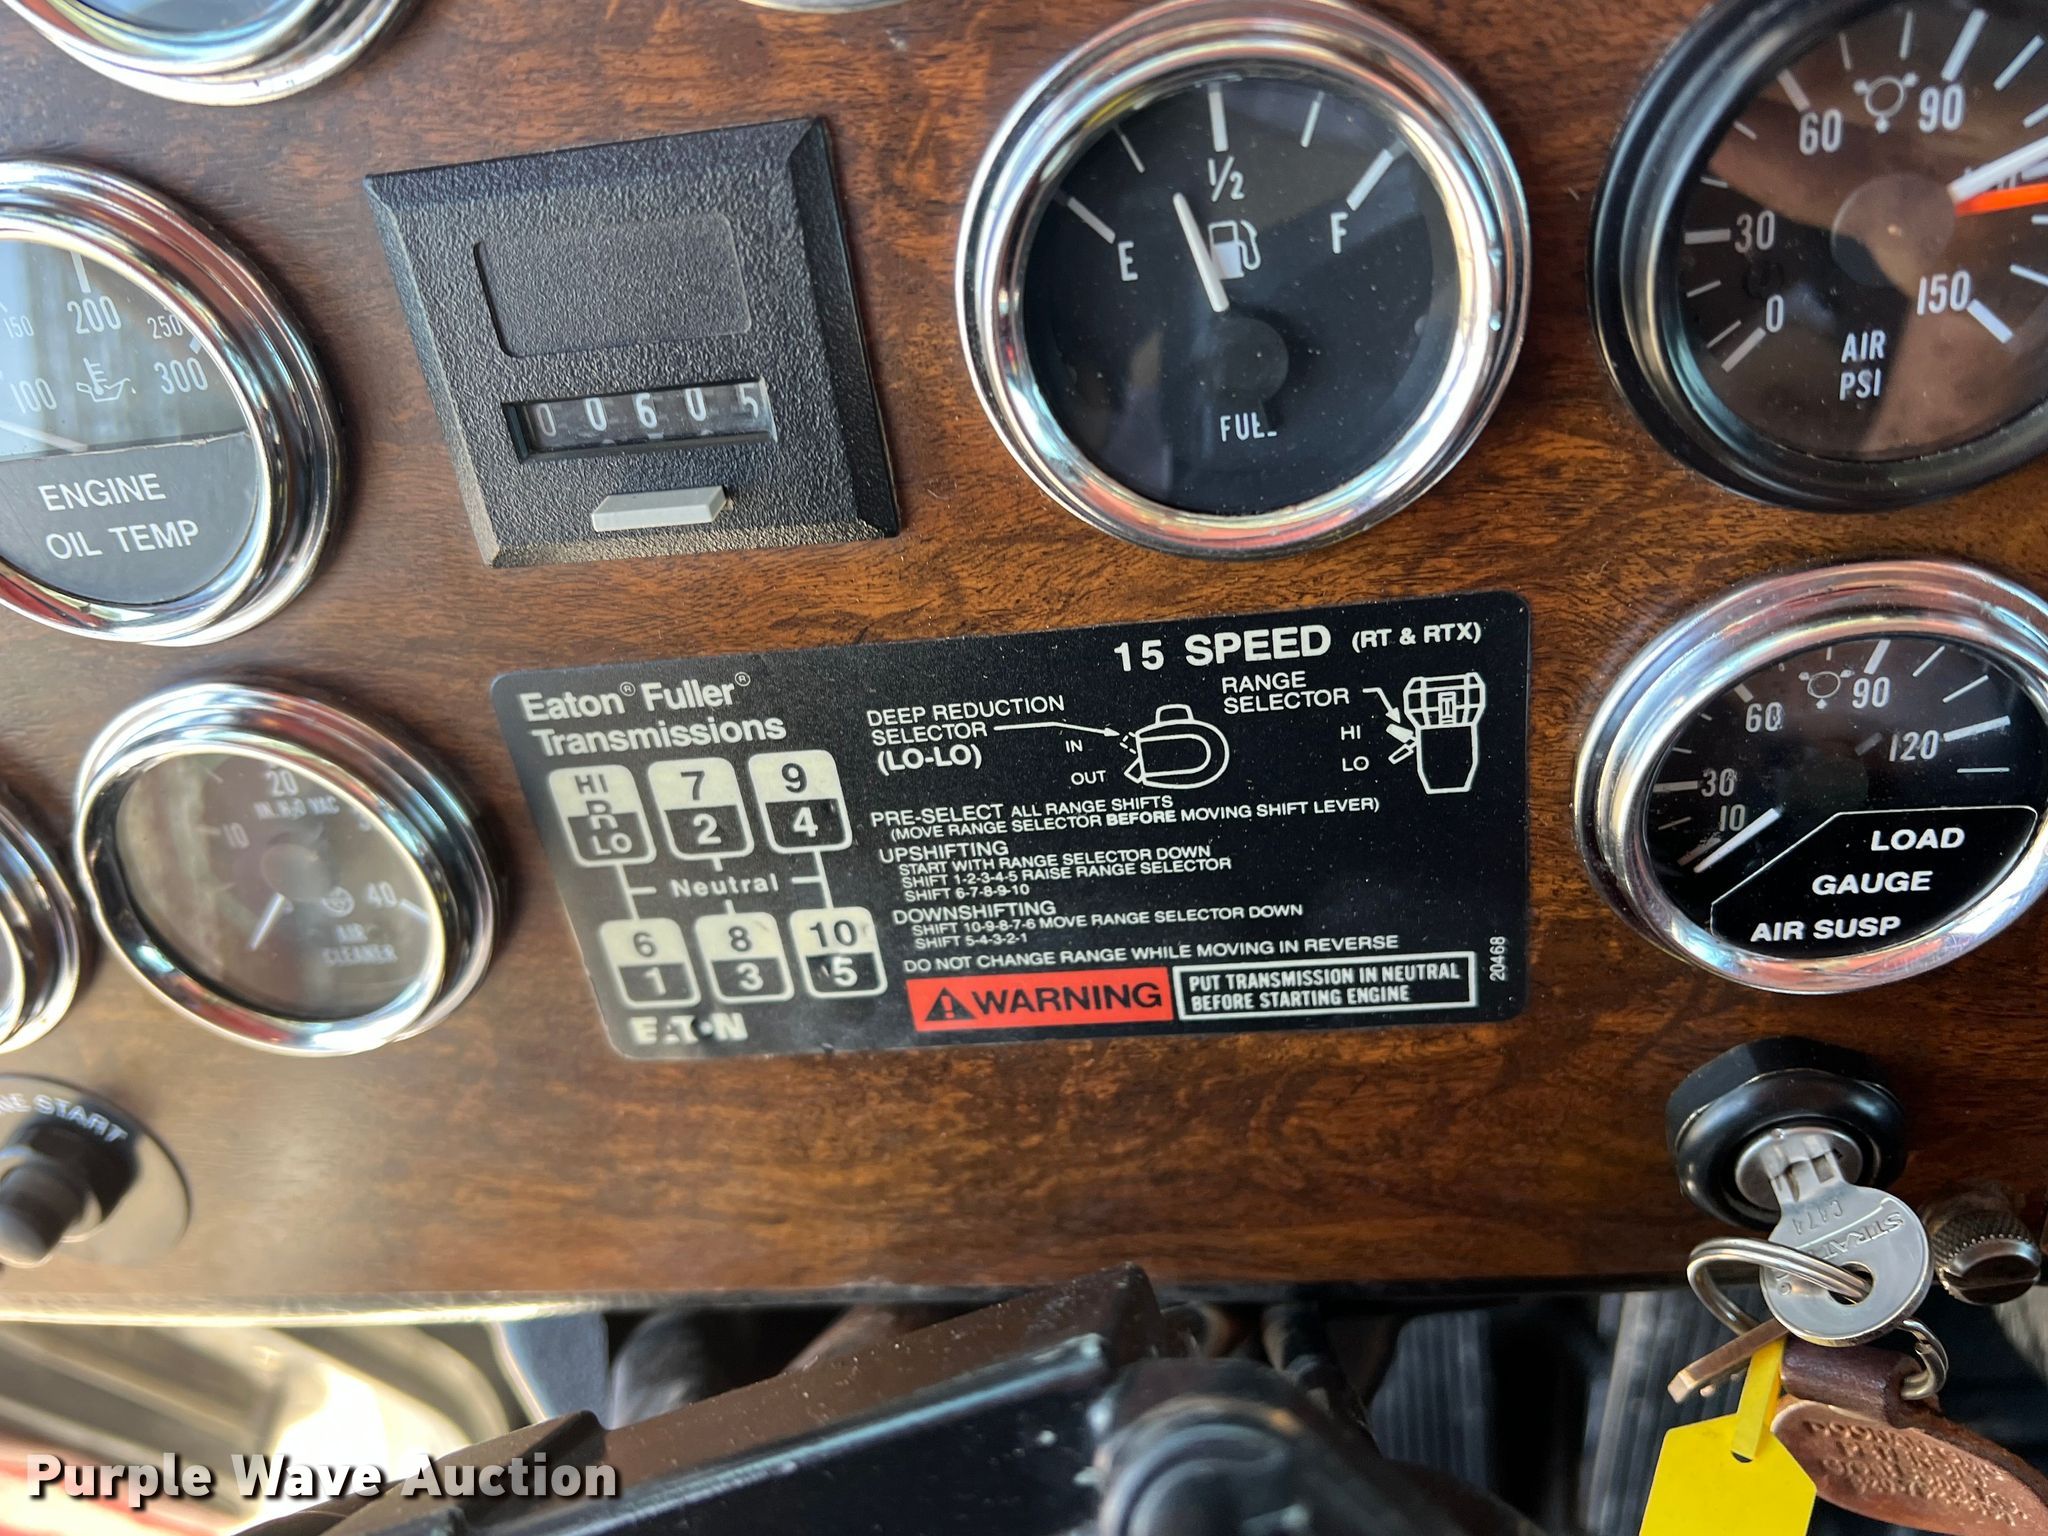 150 200 250
100 300
ENGINE
OIL TEMP
0 0 6 0 5
1/2
E F
FUEL
60 90
30
0 150
AIR
PSI
15 SPEED (RT & RTX)
Eaton® Fuller®
Transmissions
HI 7 9
R 2 4
LO
Neutral
6 8 10
1 3 5
EATON
DEEP REDUCTION
SELECTOR
(LO-LO)
IN
OUT
RANGE
SELECTOR
HI
LO
PRE-SELECT ALL RANGE SHIFTS
(MOVE RANGE SELECTOR BEFORE MOVING SHIFT LEVER)
UPSHIFTING
START WITH RANGE SELECTOR DOWN
SHIFT 1-2-3-4-5 RAISE RANGE SELECTOR
SHIFT 6-7-8-9-10
DOWNSHIFTING
SHIFT 10-9-8-7-6 MOVE RANGE SELECTOR DOWN
SHIFT 5-4-3-2-1
DO NOT CHANGE RANGE WHILE MOVING IN REVERSE
WARNING
PUT TRANSMISSION IN NEUTRAL
BEFORE STARTING ENGINE
20468
20
IN. H₂O VAC
10
40
AIR
CLEANER
60 90
30 120
10
LOAD
GAUGE
AIR SUSP
START
Purple Wave Auction